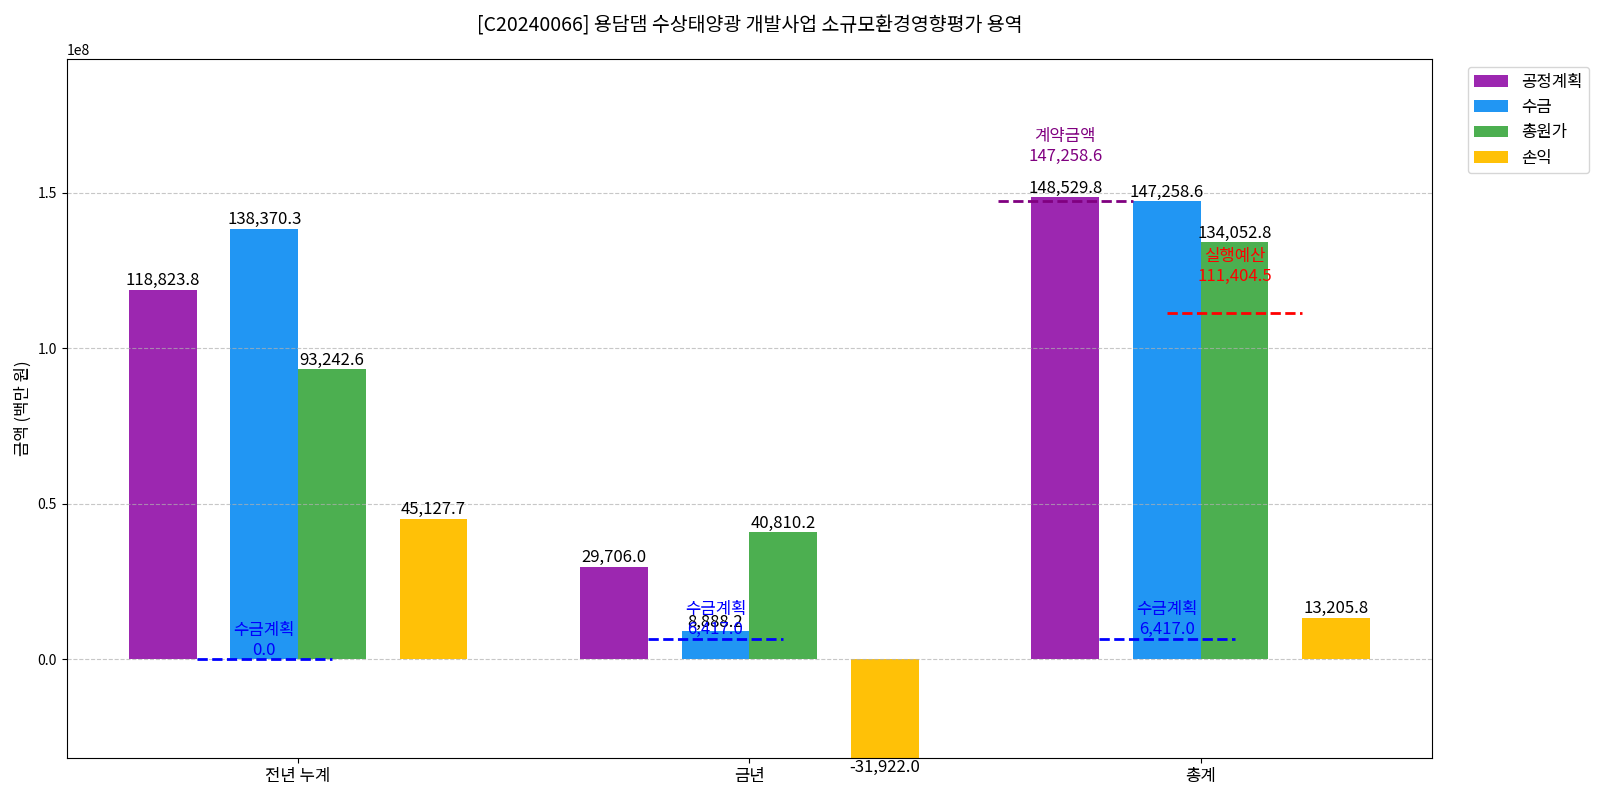 [C20240066] 용담댐 수상태양광 개발사업 소규모환경영향평가 용역
1e8
공정계획
수금
총원가
손익
계약금액
147,258.6
148,529.8
147,258.6
138,370.3
134,052.8
실행예산
111,404.5
118,823.8
93,242.6
45,127.7
40,810.2
29,706.0
수금계획
0.0
수금계획
8,888.2
6,417.0
수금계획
6,417.0
13,205.8
-31,922.0
1.5
1.0
0.5
0.0
금액 (백만 원)
전년 누계
금년
총계